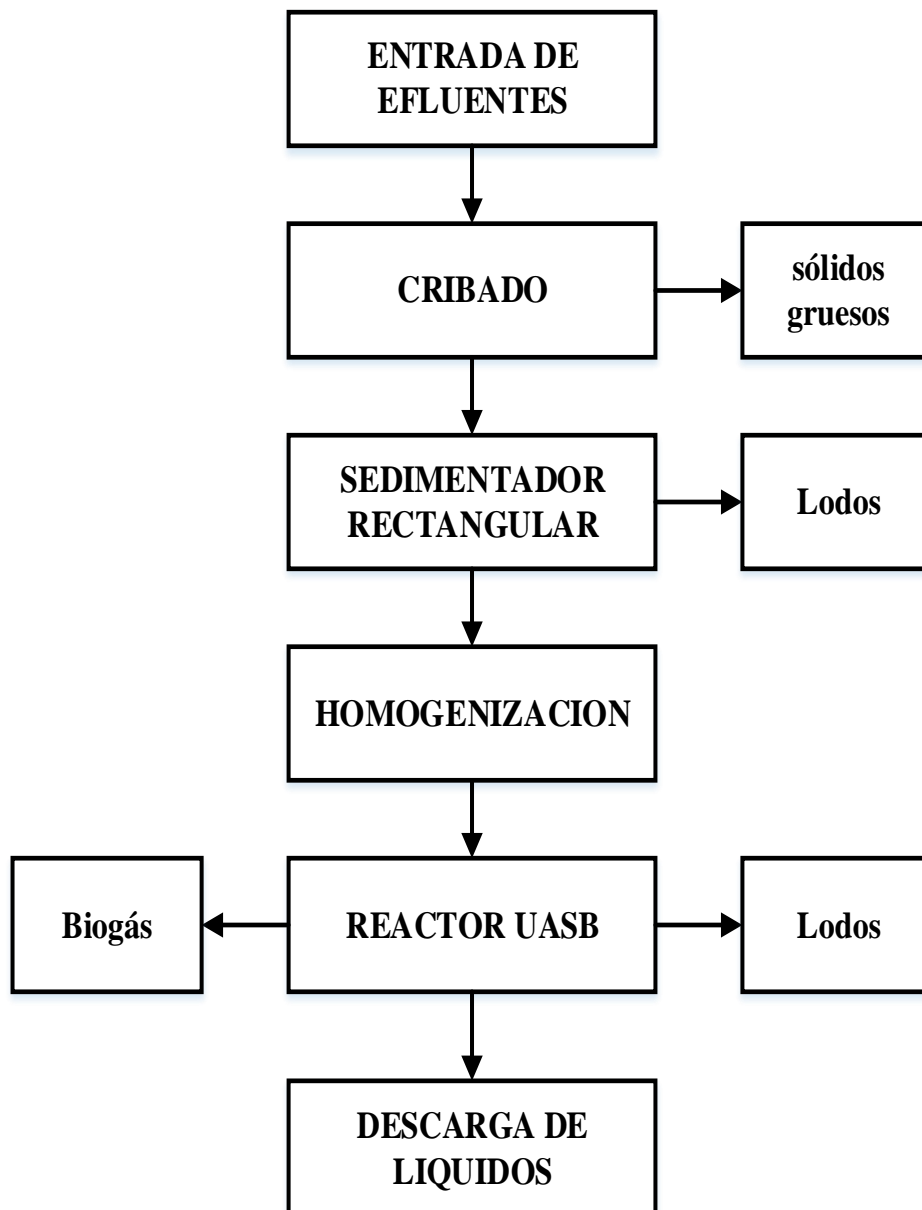 ENTRADA DE
EFLUENTES
CRIBADO
sólidos
gruesos
SEDIMENTADOR
RECTANGULAR
Lodos
HOMOGENIZACION
Biogás
REACTOR UASB
Lodos
DESCARGA DE
LIQUIDOS